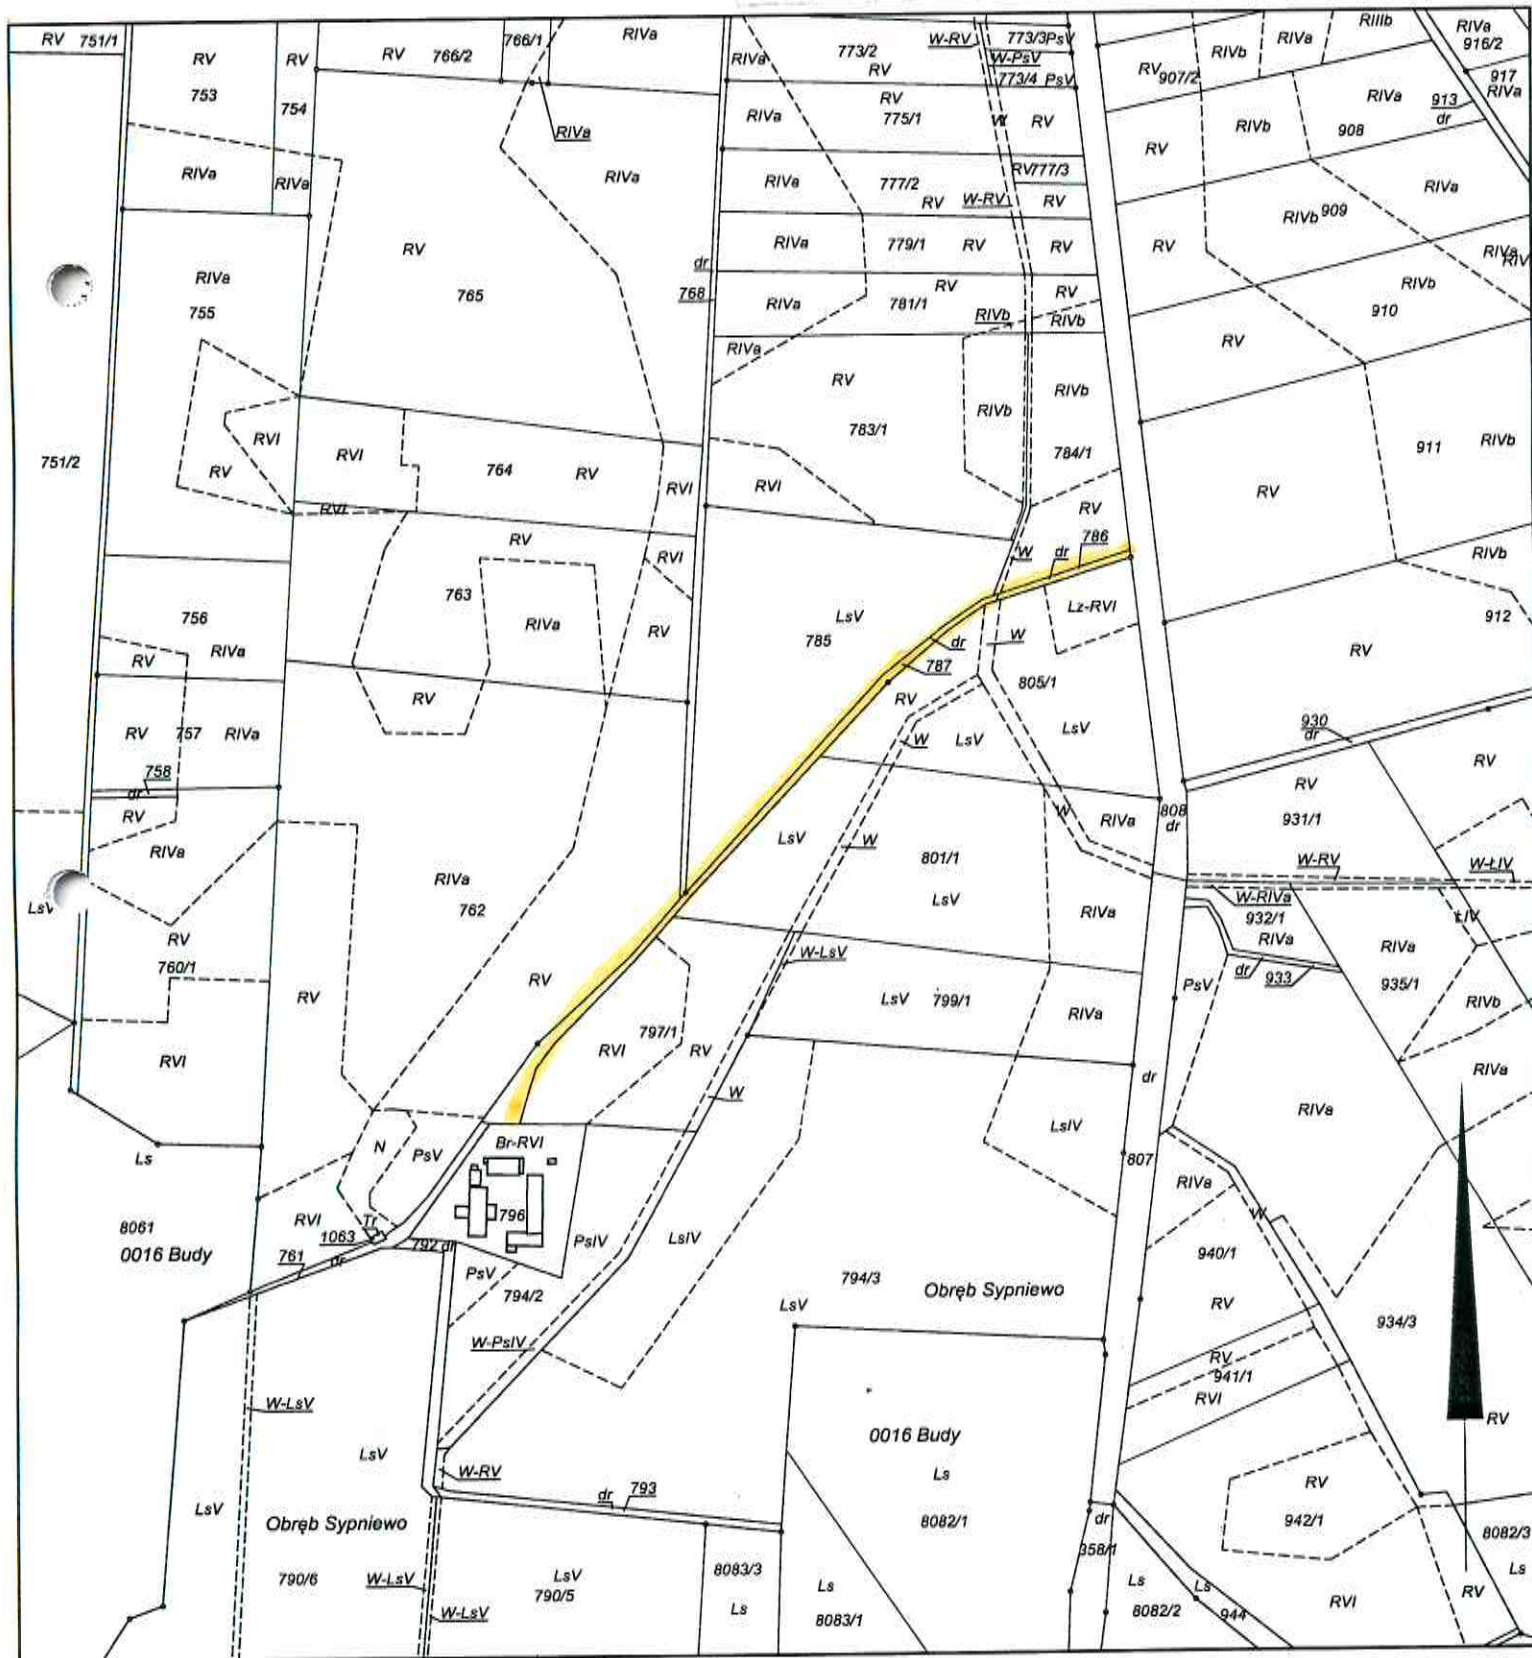 RV 751/1
RV
753
RV
754
RV 766/2
766/1
RIVa
RIVa
773/2
RV
W-RV
773/3PsV
W-PsV
773/4 PsV
RV 907/2
RIVb
RIVa
RIIIb
RIVa
916/2
917
RIVa
913
dr
RIVa
RIVa
RIVa
RIVa
RIVa
RV
775/1
W
RV
RV
RIVb
908
RIVa
RIVa
777/2
RV
W-RV
RV777/3
RV
RIVa
RIVb 909
RIVa
755
RV
765
dr
768
RIVa
779/1
RV
RV
RV
RIVa
RIV
RIVa
RV
781/1
RIVb
RV
RIVb
RIVb
910
RIVa
RV
783/1
RIVb
RIVb
784/1
RV
911
RIVb
751/2
RV
RVI
RVI
764
RV
RVI
RVI
RV
RV
RVI
RV
RVI
W
dr
786
RIVb
756
RIVa
RV
763
RIVa
RV
LsV
785
dr
787
W
Lz-RVI
912
RV
RV
757
RIVa
RV
RV
W
LsV
805/1
LsV
930
dr
758
dr
RV
RIVa
LsV
W
801/1
LsV
W
RIVa
808
dr
RV
931/1
RV
LsV
RIVa
762
RIVa
W-RV
W-ŁIV
W-RIVa
932/1
RIVa
ŁIV
RV
760/1
RV
RV
W-LsV
LsV 799/1
RIVa
PsV
dr
933
RIVa
935/1
RIVb
RVI
797/1
RVI
RV
W
dr
RIVa
RIVa
Ls
N
PsV
Br-RVI
LsIV
807
RIVa
8061
0016 Budy
RVI
Tr
1063
761
dr
796
792 dr
PsIV
LsIV
W
940/1
PsV
794/2
794/3
LsV
Obręb Sypniewo
RV
934/3
W-PsIV
RV
941/1
RVI
W-LsV
LsV
0016 Budy
Ls
RV
LsV
W-RV
dr
793
RV
Obręb Sypniewo
8082/1
dr
358/1
942/1
8082/3
Ls
790/6
W-LsV
W-LsV
LsV
790/5
8083/3
Ls
Ls
8083/1
Ls
8082/2
Ls
944
RVI
RV